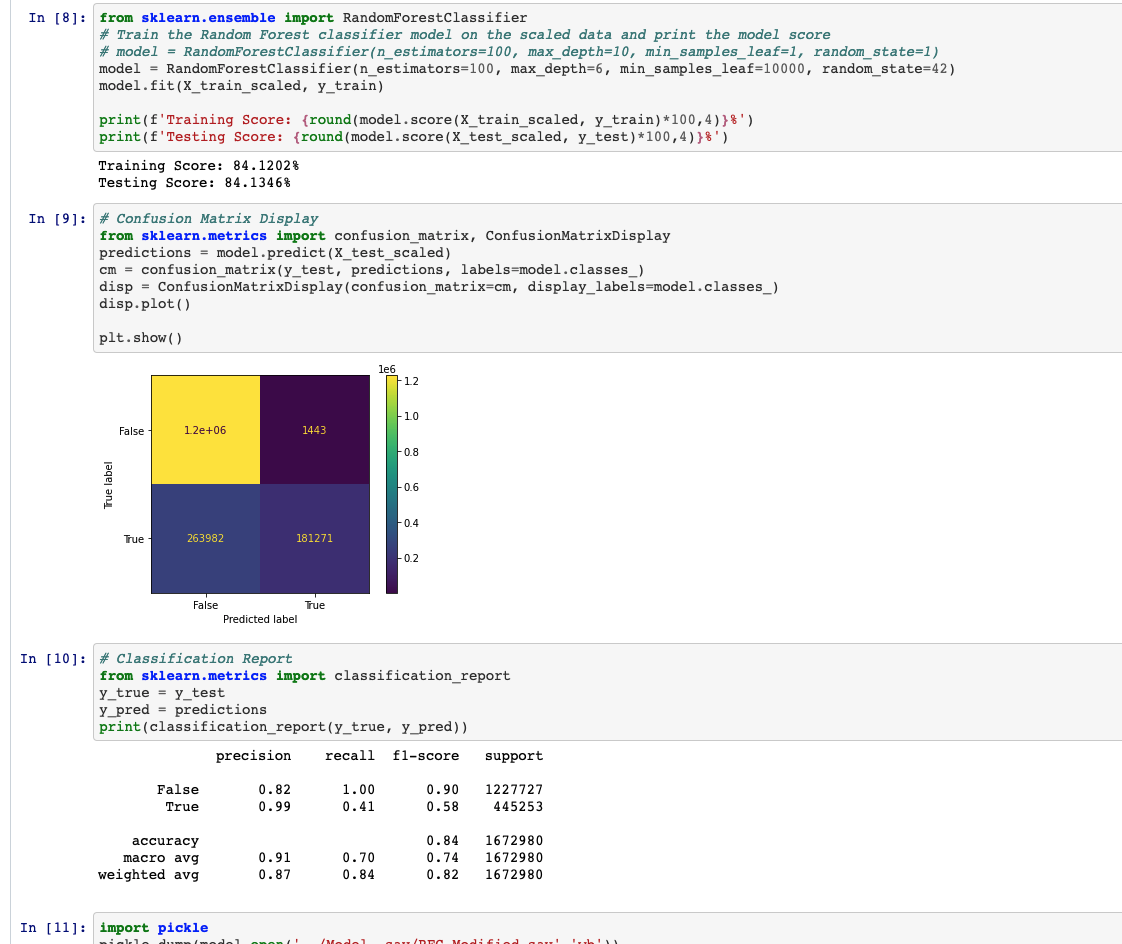 In [8]: from sklearn.ensemble import RandomForestClassifier
# Train the Random Forest classifier model on the scaled data and print the model score
# model = RandomForestClassifier(n_estimators=100, max_depth=10, min_samples_leaf=1, random_state=1)
model = RandomForestClassifier(n_estimators=100, max_depth=6, min_samples_leaf=10000, random_state=42)
model.fit(X_train_scaled, y_train)
print(f'Training Score: {round(model.score(X_train_scaled, y_train)*100,4)}%')
print(f'Testing Score: {round(model.score(X_test_scaled, y_test)*100,4)}%')
Training Score: 84.1202%
Testing Score: 84.1346%
In [9]: # Confusion Matrix Display
from sklearn.metrics import confusion_matrix, ConfusionMatrixDisplay
predictions = model.predict(X_test_scaled)
cm = confusion_matrix(y_test, predictions, labels=model.classes_)
disp = ConfusionMatrixDisplay(confusion_matrix=cm, display_labels=model.classes_)
disp.plot()
plt.show()
1e6
1.2
1.0
0.8
0.6
0.4
0.2
True label
False 1.2e+06 1443
True 263982 181271
False True
Predicted label
In [10]: # Classification Report
from sklearn.metrics import classification_report
y_true = y_test
y_pred = predictions
print(classification_report(y_true, y_pred))
precision recall f1-score support
False 0.82 1.00 0.90 1227727
True 0.99 0.41 0.58 445253
accuracy 0.84 1672980
macro avg 0.91 0.70 0.74 1672980
weighted avg 0.87 0.84 0.82 1672980
In [11]: import pickle